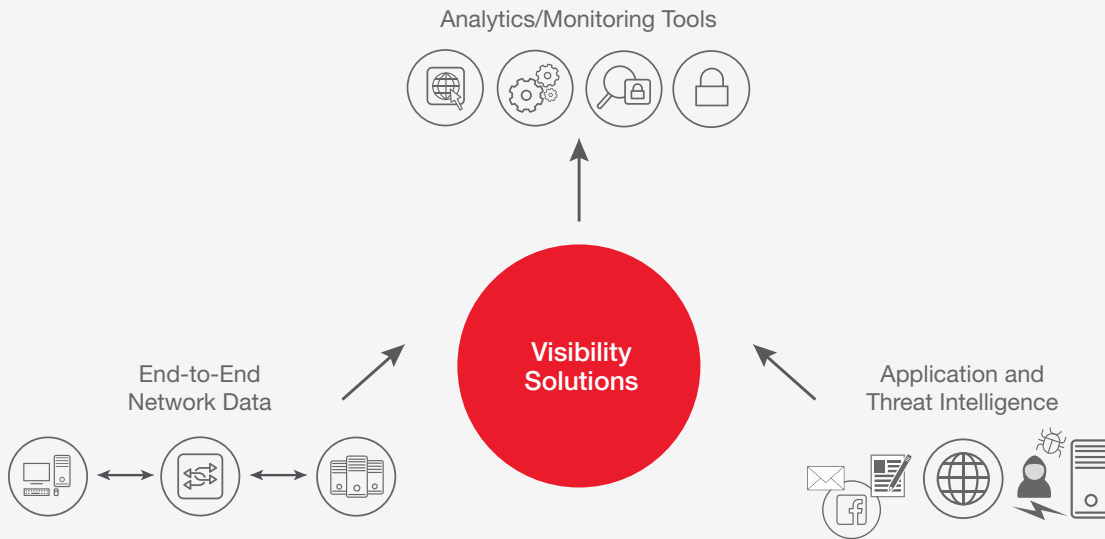 Analytics/Monitoring Tools
Visibility
Solutions
End-to-End
Network Data
Application and
Threat Intelligence